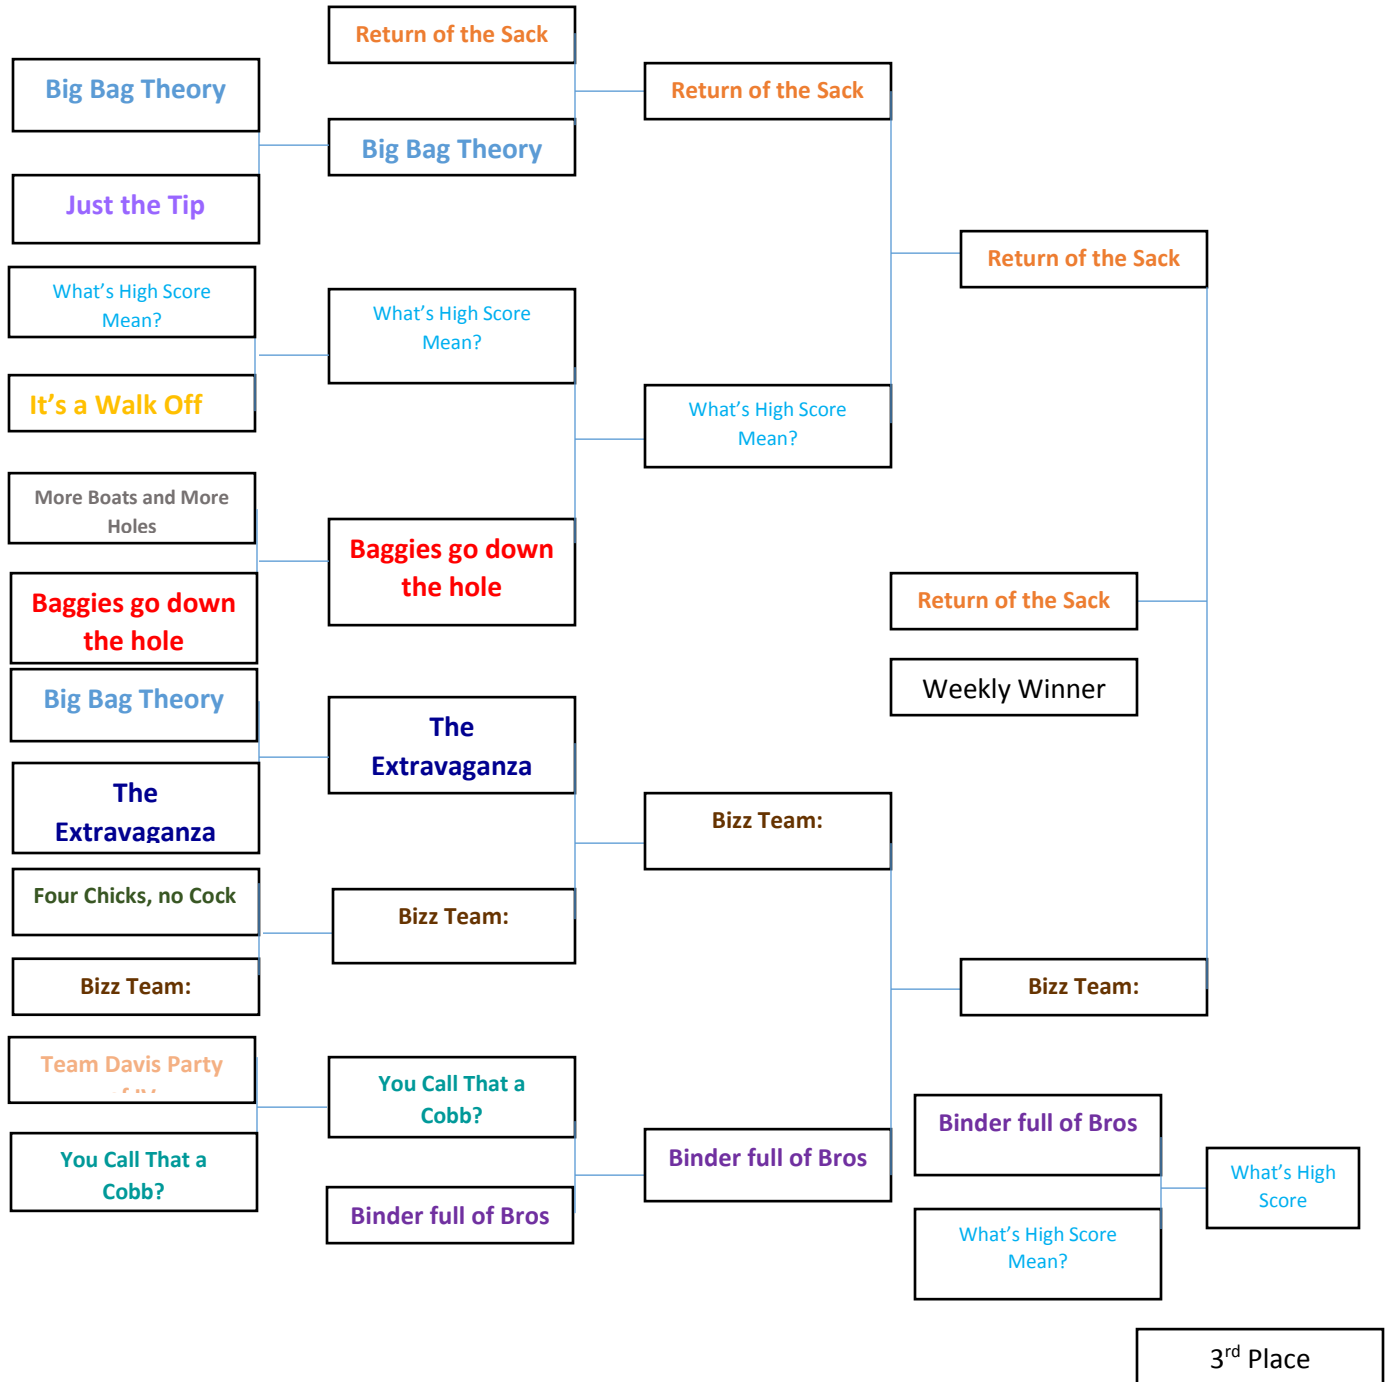 Return of the Sack
Big Bag Theory
Return of the Sack
Big Bag Theory
Just the Tip
Return of the Sack
What's High Score
Mean?
What's High Score
Mean?
It's a Walk Off
What's High Score
Mean?
More Boats and More
Holes
Baggies go down
the hole
Baggies go down
the hole
Return of the Sack
Weekly Winner
Big Bag Theory
The
Extravaganza
The
Extravaganza
Bizz Team:
Four Chicks, no Cock
Bizz Team:
Bizz Team:
Bizz Team:
Team Davis Party
You Call That a
Cobb?
You Call That a
Cobb?
Binder full of Bros
Binder full of Bros
Binder full of Bros
What's High Score
Mean?
What's High
Score
3rd Place